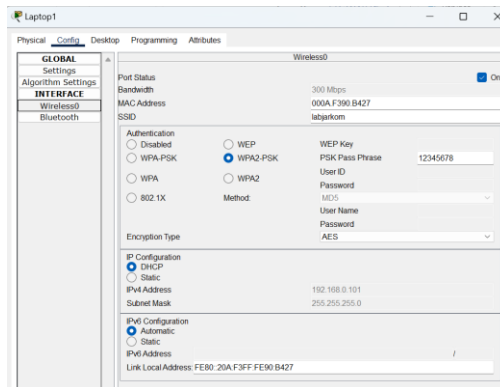 Laptop1
Physical Config Desktop Programming Attributes
GLOBAL
Settings
Algorithm Settings
INTERFACE
Wireless0
Bluetooth
Wireless0
Port Status On
Bandwidth 300 Mbps
MAC Address 000A.F390.B427
SSID labjarkom
Authentication
Disabled WEP WEP Key
WPA-PSK WPA2-PSK PSK Pass Phrase 12345678
User ID
WPA WPA2 Password
802.1X Method: MD5
User Name
Password
Encryption Type AES
IP Configuration
DHCP
Static
IPv4 Address 192.168.0.101
Subnet Mask 255.255.255.0
IPv6 Configuration
Automatic
Static
IPv6 Address /
Link Local Address: FE80::20A:F3FF:FE90:B427